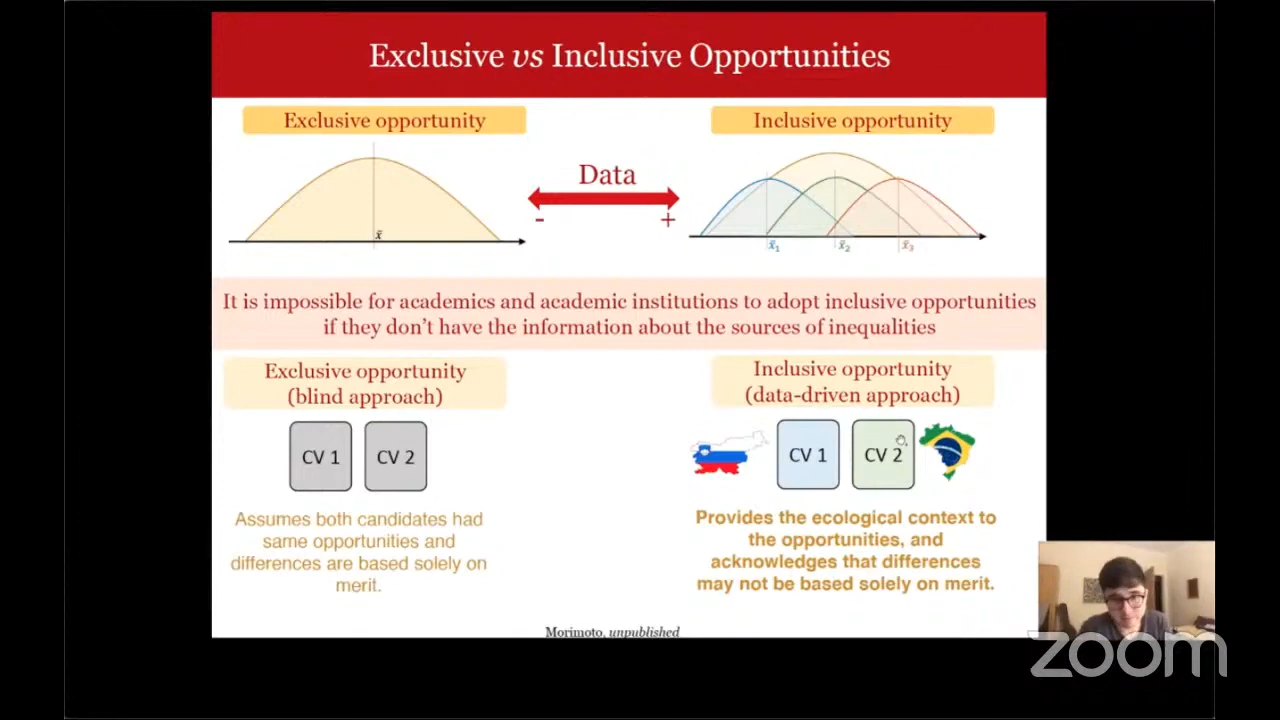 Exclusive vs Inclusive Opportunities
Exclusive opportunity
Inclusive opportunity
Data
-
+
x̄
x̄1
x̄2
x̄3
It is impossible for academics and academic institutions to adopt inclusive opportunities
if they don't have the information about the sources of inequalities
Exclusive opportunity
(blind approach)
CV 1
CV 2
Assumes both candidates had
same opportunities and
differences are based solely on
merit.
Inclusive opportunity
(data-driven approach)
CV 1
CV 2
Provides the ecological context to
the opportunities, and
acknowledges that differences
may not be based solely on merit.
Morimoto, unpublished
zoom